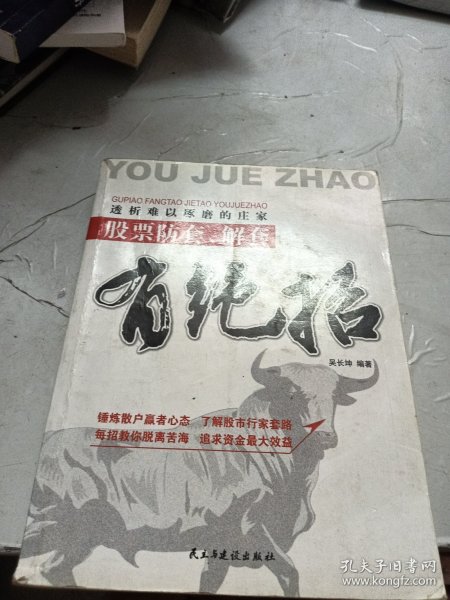 YOU JUE ZHAO
GUPIAO FANGTAO JIETAO YOUJUEZHAO
透析难以琢磨的庄家
股票防套 解套
有绝招
吴长坤 编著
锤炼散户赢者心态 了解股市行家套路
每招教你脱离苦海 追求资金最大效益
民主与建设出版社
孔夫子旧书网
www.kongfz.com